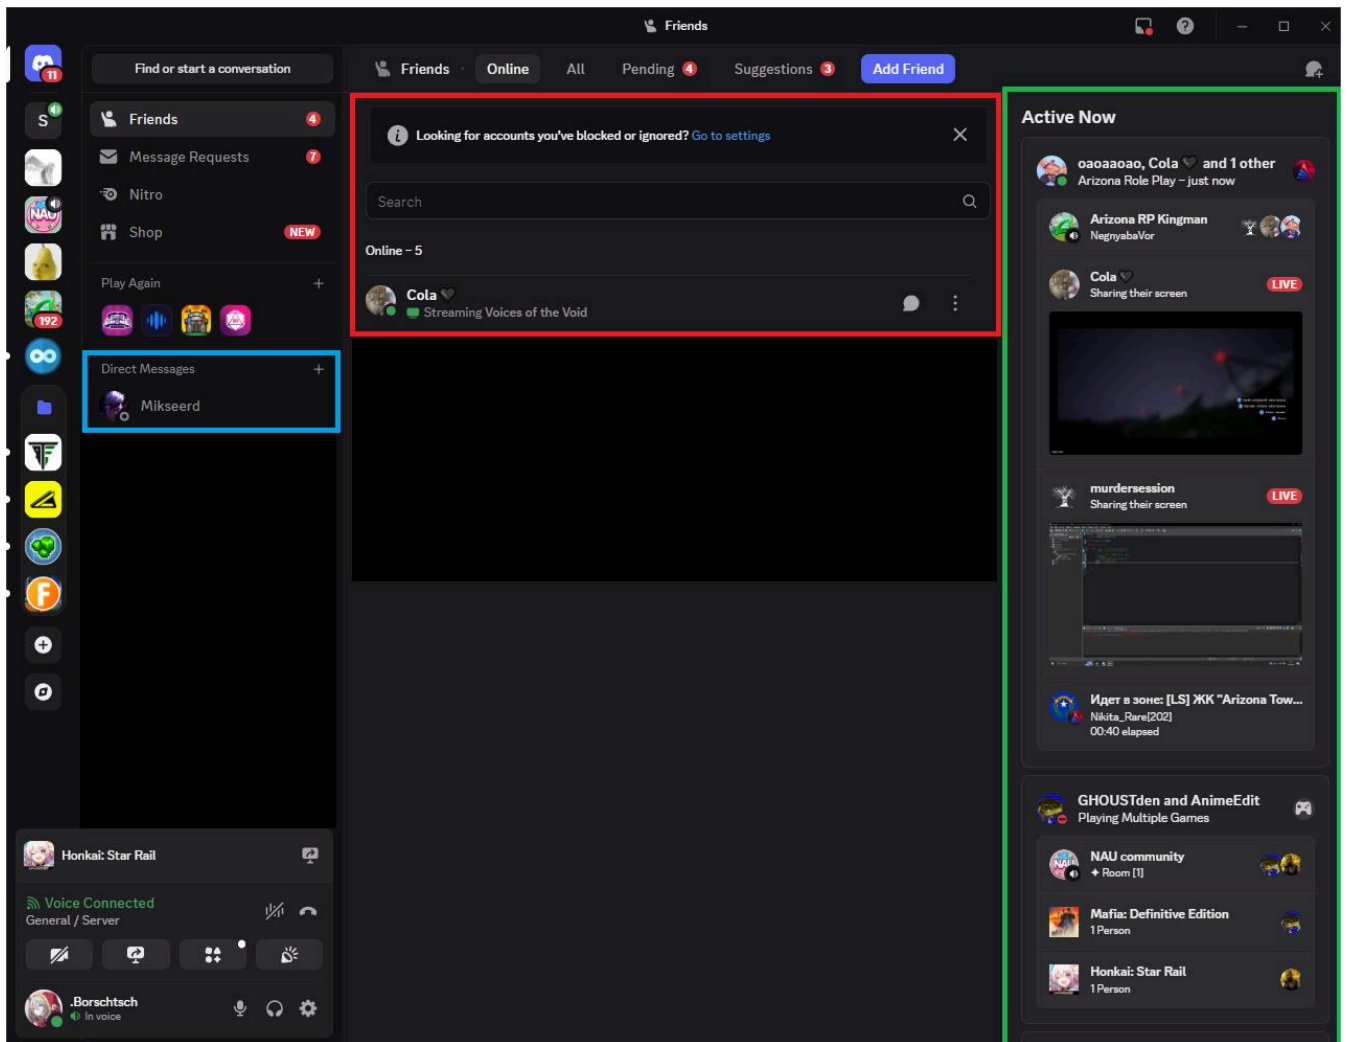 Friends
11
Find or start a conversation
Friends
Online
All
Pending 4
Suggestions 3
Add Friend
S
Friends 4
Message Requests 7
Nitro
Shop NEW
Play Again
NAU
192
Direct Messages
Mikseerd
Looking for accounts you've blocked or ignored? Go to settings
Search
Online – 5
Cola
Streaming Voices of the Void
Active Now
oaoaaoao, Cola and 1 other
Arizona Role Play – just now
Arizona RP Kingman
NegnyabaVor
Cola
Sharing their screen
LIVE
murdersession
Sharing their screen
LIVE
Идет в зоне: [LS] ЖК "Arizona Tow...
Nikita_Rare[202]
00:40 elapsed
GHOUSTden and AnimeEdit
Playing Multiple Games
NAU community
Room [1]
Mafia: Definitive Edition
1 Person
Honkai: Star Rail
1 Person
Honkai: Star Rail
Voice Connected
General / Server
.Borschtsch
In voice